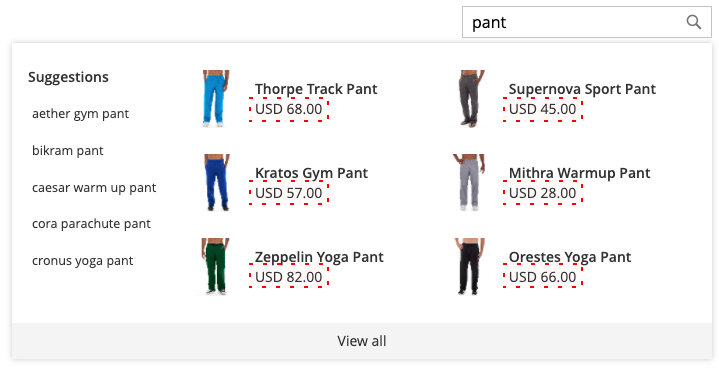 pant
Suggestions
aether gym pant
bikram pant
caesar warm up pant
cora parachute pant
cronus yoga pant
Thorpe Track Pant
USD 68.00
Supernova Sport Pant
USD 45.00
Kratos Gym Pant
USD 57.00
Mithra Warmup Pant
USD 28.00
Zeppelin Yoga Pant
USD 82.00
Orestes Yoga Pant
USD 66.00
View all